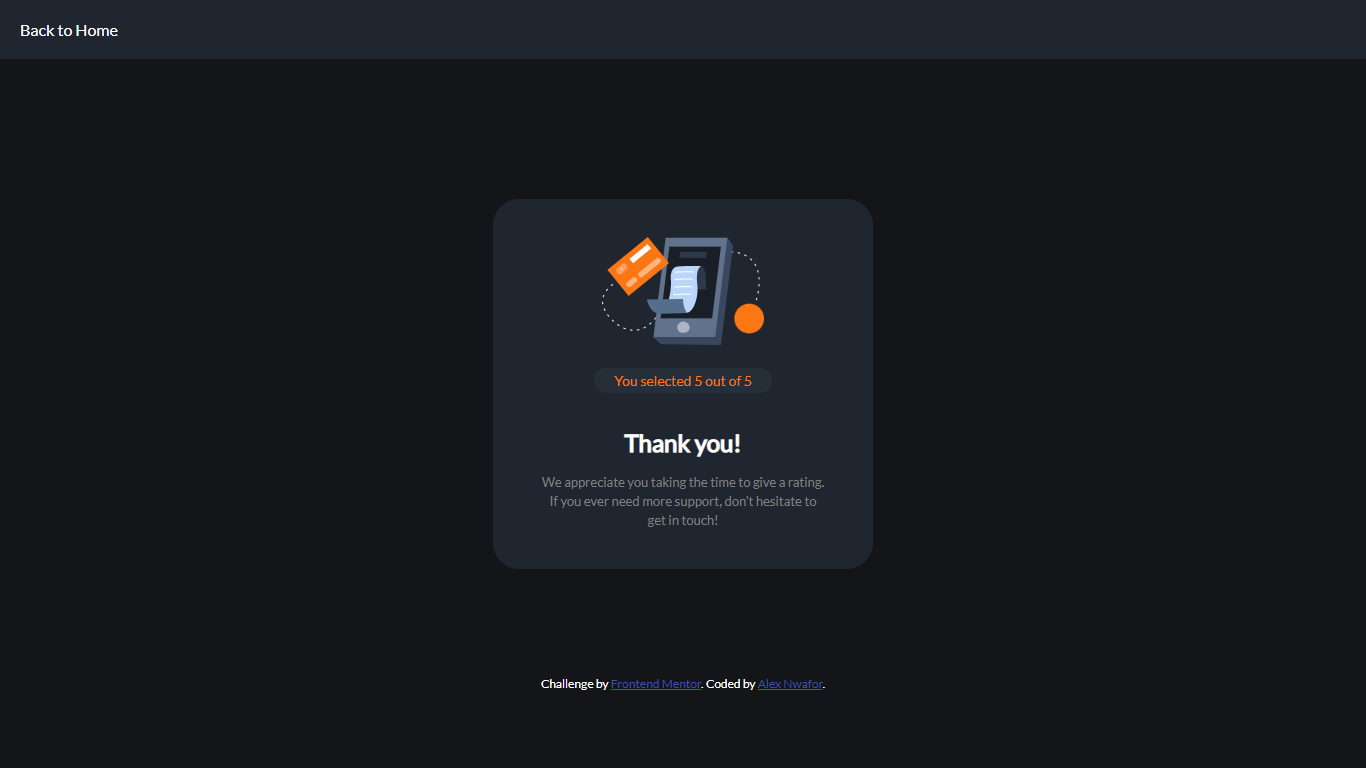 Back to Home
You selected 5 out of 5
Thank you!
We appreciate you taking the time to give a rating.
If you ever need more support, don't hesitate to
get in touch!
Challenge by Frontend Mentor. Coded by Alex Nwafor.